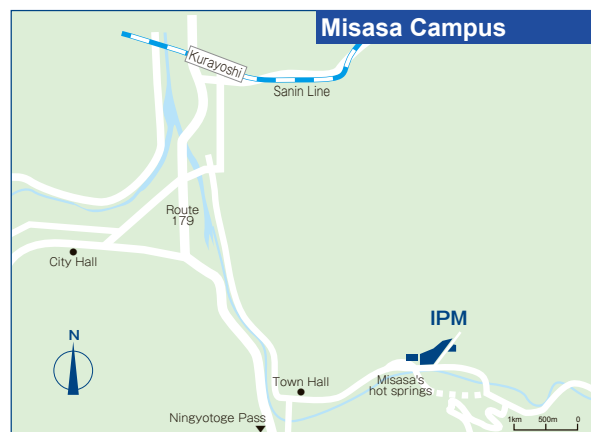 Misasa Campus
Kurayoshi
Sanin Line
Route
179
City Hall
IPM
N
Town Hall
Misasa's
hot springs
Ningyotoge Pass
1km 500m 0